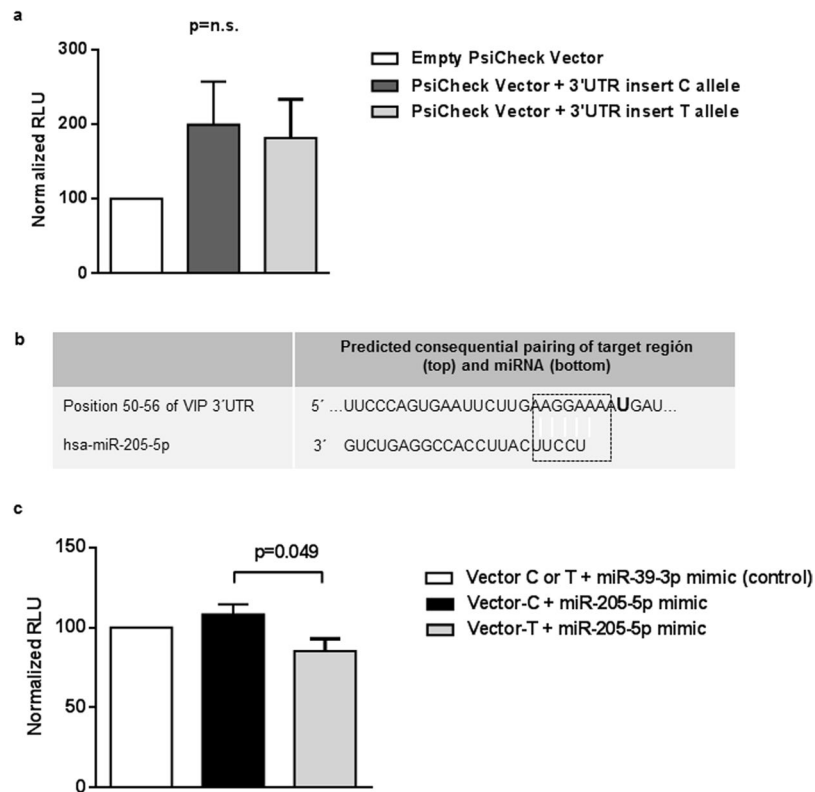 a
p=n.s.
300
200
100
0
Normalized RLU
Empty PsiCheck Vector
PsiCheck Vector + 3'UTR insert C allele
PsiCheck Vector + 3'UTR insert T allele
b
Predicted consequential pairing of target región
(top) and miRNA (bottom)
Position 50-56 of VIP 3´UTR
5´ ...UUCCCAGUGAAUUCUUGAAGGAAAAUGAU...
hsa-miR-205-5p
3´ GUCUGAGGCCACCUUACUUCCU
c
p=0.049
150
100
50
0
Normalized RLU
Vector C or T + miR-39-3p mimic (control)
Vector-C + miR-205-5p mimic
Vector-T + miR-205-5p mimic